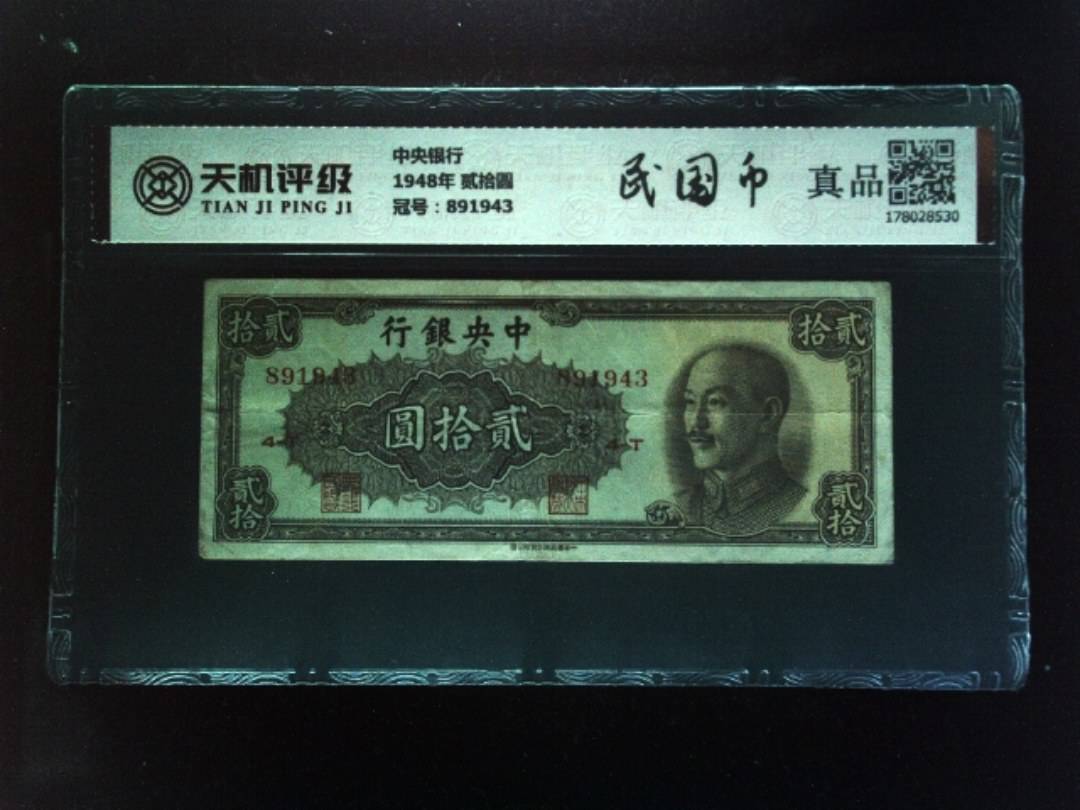 天机评级
TIAN JI PING JI
中央银行
1948年 贰拾圆
冠号：891943
民国币
真品
178028530
拾貳
行銀央中
拾貳
891943
891943
圓拾貳
4-T
4-T
貳拾
貳拾